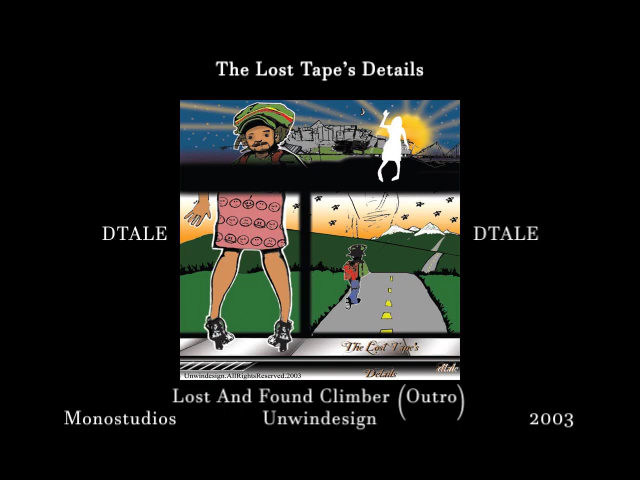 The Lost Tape's Details
DTALE
DTALE
The Lost Tape's
Details
dtale
Unwindesign.AllRightsReserved.2003
Lost And Found Climber (Outro)
Monostudios
Unwindesign
2003